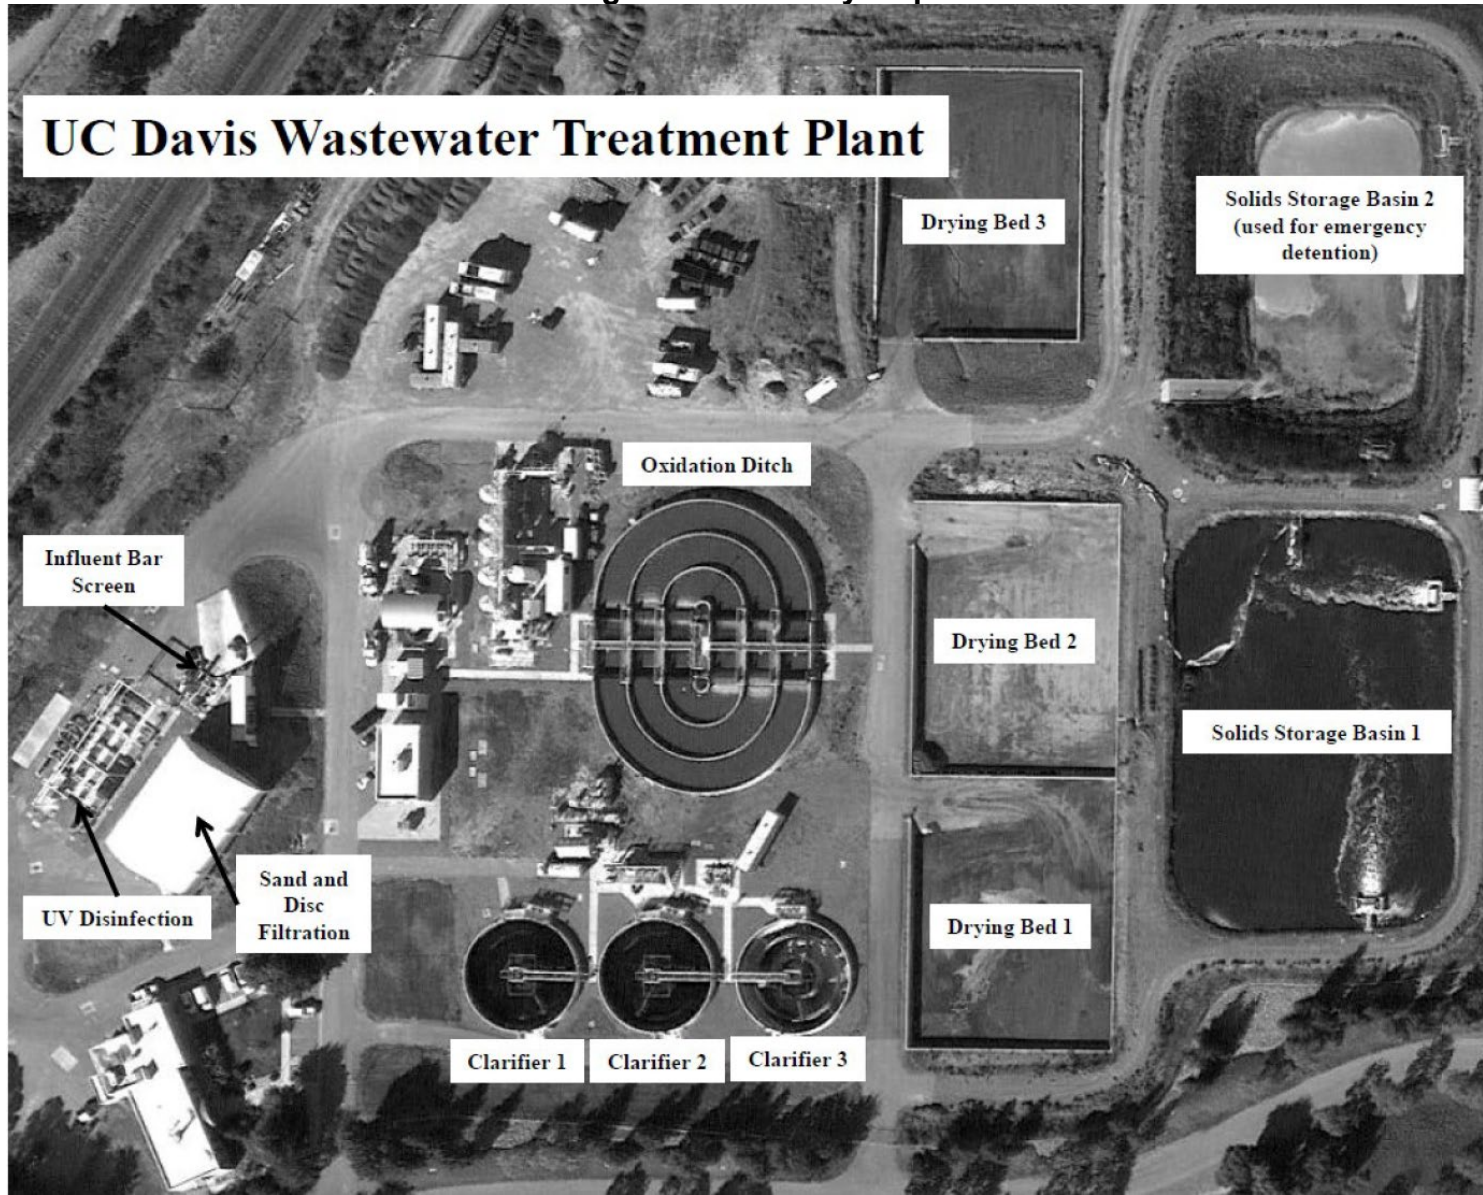 UC Davis Wastewater Treatment Plant
Drying Bed 3
Solids Storage Basin 2
(used for emergency
detention)
Oxidation Ditch
Influent Bar
Screen
Drying Bed 2
Solids Storage Basin 1
Sand and
Disc
Filtration
UV Disinfection
Drying Bed 1
Clarifier 1
Clarifier 2
Clarifier 3